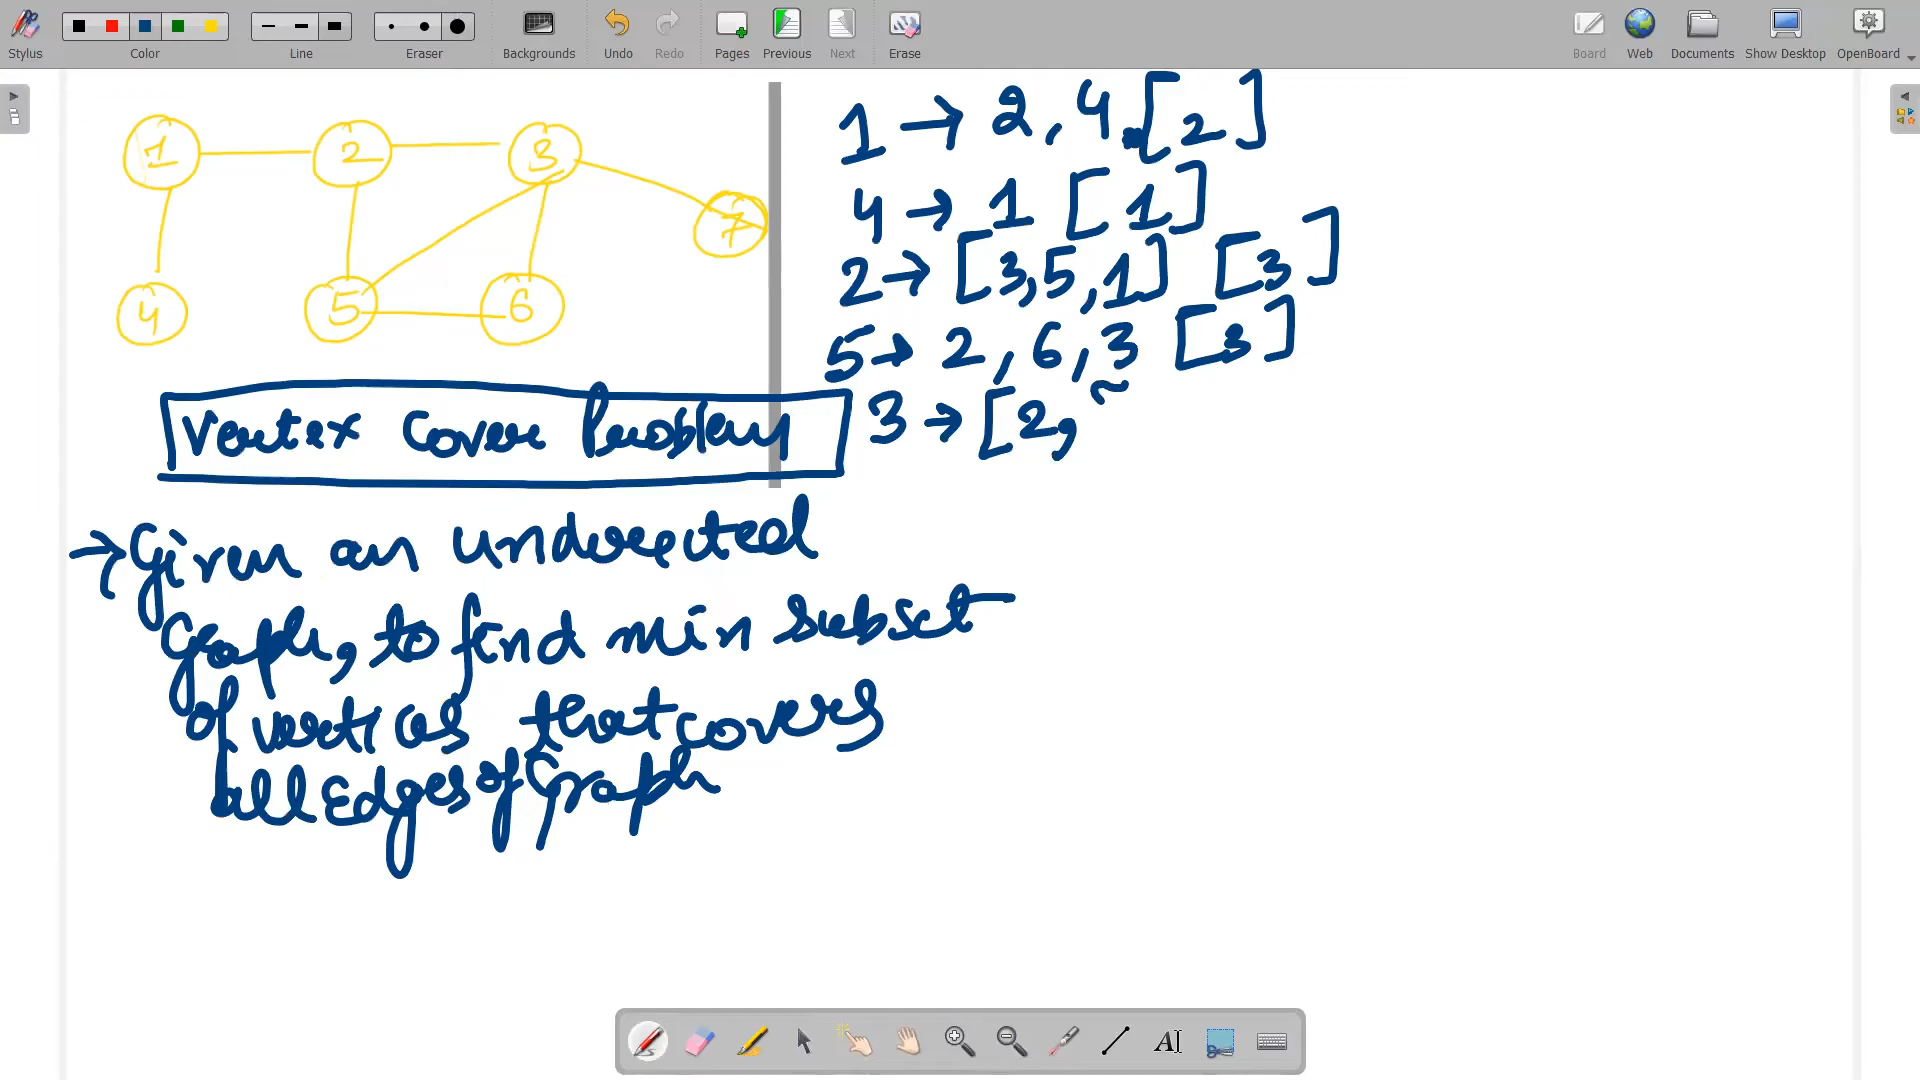 Stylus Color Line Eraser Backgrounds Undo Redo Pages Previous Next Erase Board Web Documents Show Desktop OpenBoard
1 2 3
7
4 5 6
1 → 2, 4 [2]
4 → 1 [1]
2 → [3,5,1] [3]
5 → 2, 6, 3 [3]
3 → [2,
Vertex Cover Problem
→ Given an undirected
Graph, to find min subset
of vertices that covers
all Edges of Graph